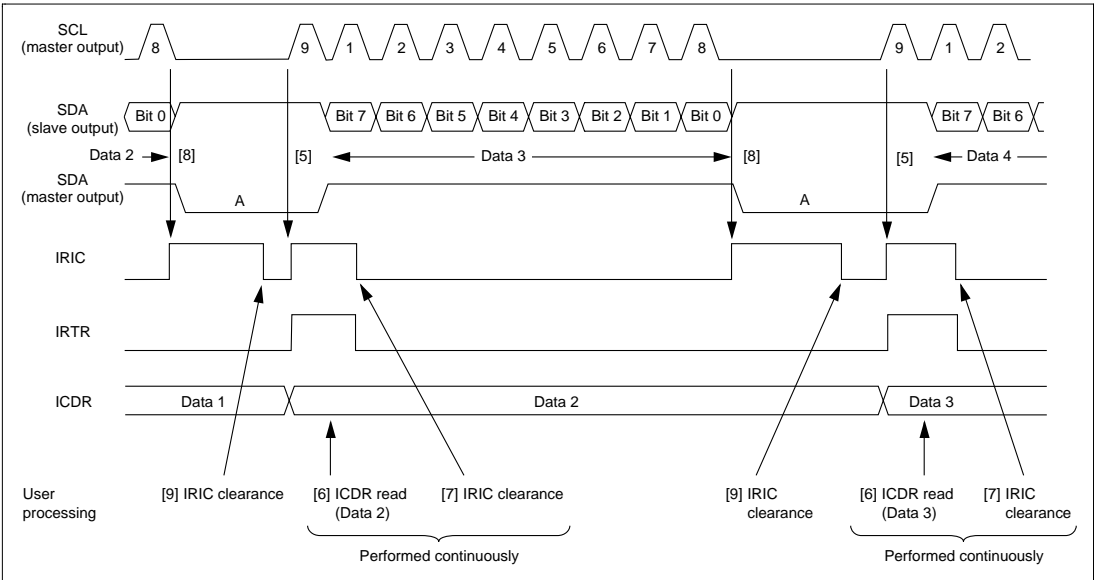 SCL
(master output)
8 9 1 2 3 4 5 6 7 8 9 1 2
SDA
(slave output)
Bit 0 Bit 7 Bit 6 Bit 5 Bit 4 Bit 3 Bit 2 Bit 1 Bit 0 Bit 7 Bit 6
Data 2 [8] [5] Data 3 [8] [5] Data 4
SDA
(master output)
A A
IRIC
IRTR
ICDR Data 1 Data 2 Data 3
User
processing
[9] IRIC clearance
[6] ICDR read
(Data 2)
[7] IRIC clearance
[9] IRIC
clearance
[6] ICDR read
(Data 3)
[7] IRIC
clearance
Performed continuously
Performed continuously